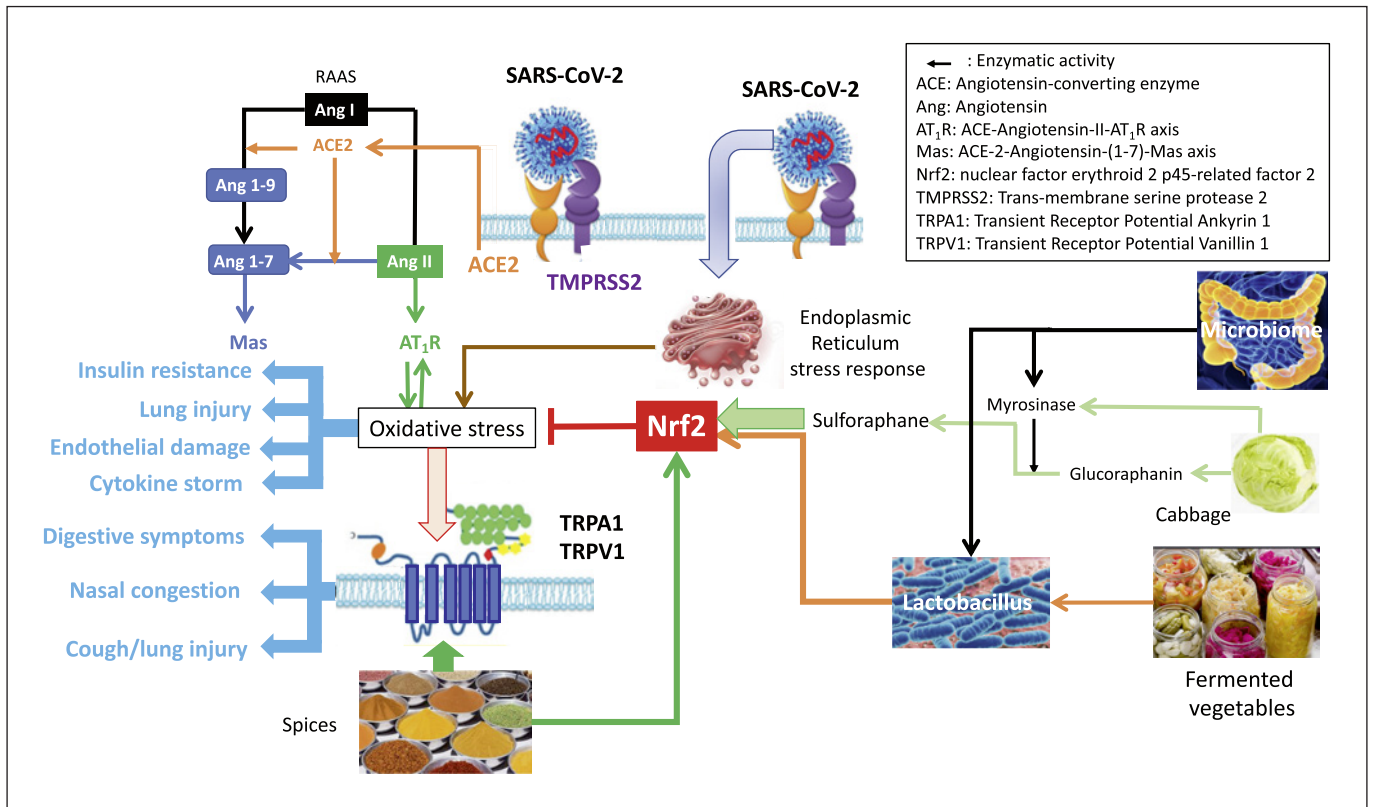 RAAS
Ang I
ACE2
Ang 1-9
Ang 1-7
Ang II
ACE2
Mas
AT₁R
SARS-CoV-2
TMPRSS2
SARS-CoV-2
: Enzymatic activity
ACE: Angiotensin-converting enzyme
Ang: Angiotensin
AT₁R: ACE-Angiotensin-II-AT₁R axis
Mas: ACE-2-Angiotensin-(1-7)-Mas axis
Nrf2: nuclear factor erythroid 2 p45-related factor 2
TMPRSS2: Trans-membrane serine protease 2
TRPA1: Transient Receptor Potential Ankyrin 1
TRPV1: Transient Receptor Potential Vanillin 1
Endoplasmic
Reticulum
stress response
Microbiome
Insulin resistance
Lung injury
Endothelial damage
Cytokine storm
Oxidative stress
Nrf2
Sulforaphane
Myrosinase
Glucoraphanin
Cabbage
Digestive symptoms
Nasal congestion
Cough/lung injury
TRPA1
TRPV1
Lactobacillus
Fermented
vegetables
Spices